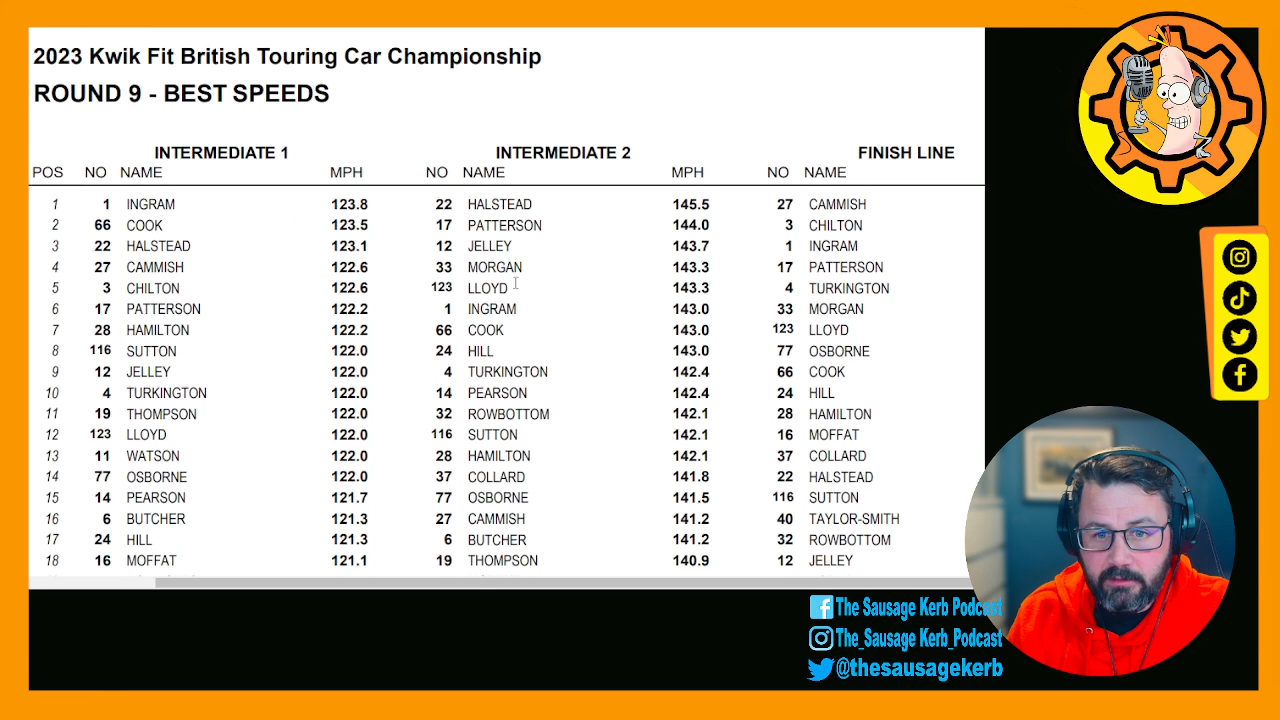 2023 Kwik Fit British Touring Car Championship
ROUND 9 - BEST SPEEDS
INTERMEDIATE 1 INTERMEDIATE 2 FINISH LINE
POS NO NAME MPH NO NAME MPH NO NAME
1 1 INGRAM 123.8 22 HALSTEAD 145.5 27 CAMMISH
2 66 COOK 123.5 17 PATTERSON 144.0 3 CHILTON
3 22 HALSTEAD 123.1 12 JELLEY 143.7 1 INGRAM
4 27 CAMMISH 122.6 33 MORGAN 143.3 17 PATTERSON
5 3 CHILTON 122.6 123 LLOYD 143.3 4 TURKINGTON
6 17 PATTERSON 122.2 1 INGRAM 143.0 33 MORGAN
7 28 HAMILTON 122.2 66 COOK 143.0 123 LLOYD
8 116 SUTTON 122.0 24 HILL 143.0 77 OSBORNE
9 12 JELLEY 122.0 4 TURKINGTON 142.4 66 COOK
10 4 TURKINGTON 122.0 14 PEARSON 142.4 24 HILL
11 19 THOMPSON 122.0 32 ROWBOTTOM 142.1 28 HAMILTON
12 123 LLOYD 122.0 116 SUTTON 142.1 16 MOFFAT
13 11 WATSON 122.0 28 HAMILTON 142.1 37 COLLARD
14 77 OSBORNE 122.0 37 COLLARD 141.8 22 HALSTEAD
15 14 PEARSON 121.7 77 OSBORNE 141.5 116 SUTTON
16 6 BUTCHER 121.3 27 CAMMISH 141.2 40 TAYLOR-SMITH
17 24 HILL 121.3 6 BUTCHER 141.2 32 ROWBOTTOM
18 16 MOFFAT 121.1 19 THOMPSON 140.9 12 JELLEY
The Sausage Kerb Podcast
The_Sausage Kerb_Podcast
@thesausagekerb